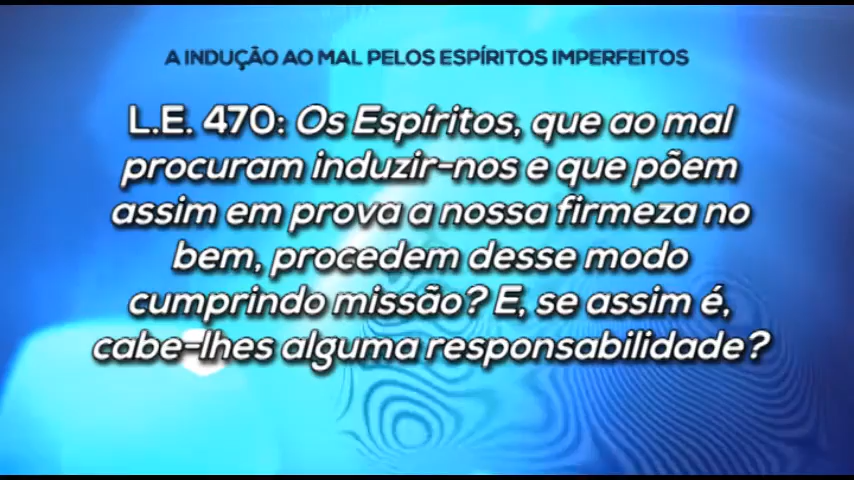 A INDUÇÃO AO MAL PELOS ESPÍRITOS IMPERFEITOS
L.E. 470: Os Espíritos, que ao mal
procuram induzir-nos e que põem
assim em prova a nossa firmeza no
bem, procedem desse modo
cumprindo missão? E, se assim é,
cabe-lhes alguma responsabilidade?